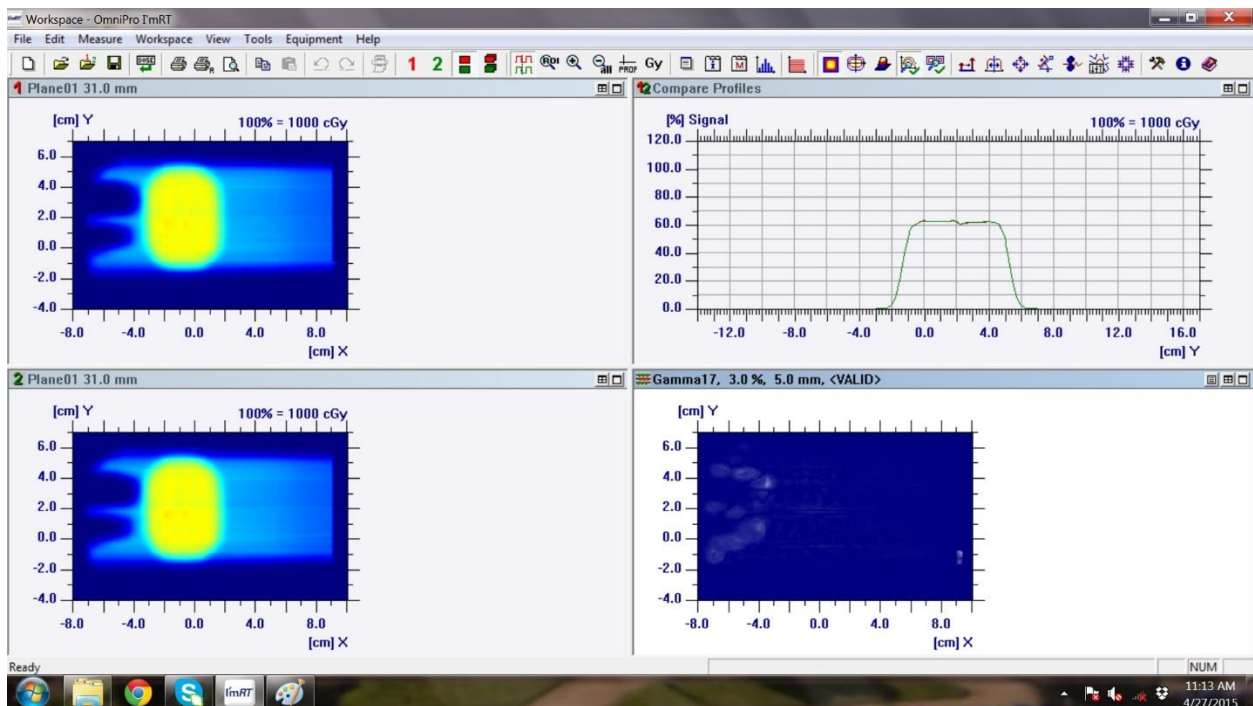 Workspace - OmniPro I'mRT
File Edit Measure Workspace View Tools Equipment Help
1 2 ROI all PROF Gy
1 Plane01 31.0 mm
[cm] Y 100% = 1000 cGy
6.0
4.0
2.0
0.0
-2.0
-4.0
-8.0 -4.0 0.0 4.0 8.0
[cm] X
12 Compare Profiles
[%] Signal 100% = 1000 cGy
120.0
100.0
80.0
60.0
40.0
20.0
0.0
-12.0 -8.0 -4.0 0.0 4.0 8.0 12.0 16.0
[cm] Y
2 Plane01 31.0 mm
[cm] Y 100% = 1000 cGy
6.0
4.0
2.0
0.0
-2.0
-4.0
-8.0 -4.0 0.0 4.0 8.0
[cm] X
Gamma17, 3.0 %, 5.0 mm, <VALID>
[cm] Y
6.0
4.0
2.0
0.0
-2.0
-4.0
-8.0 -4.0 0.0 4.0 8.0
[cm] X
Ready NUM
I'mRT 11:13 AM
4/27/2015